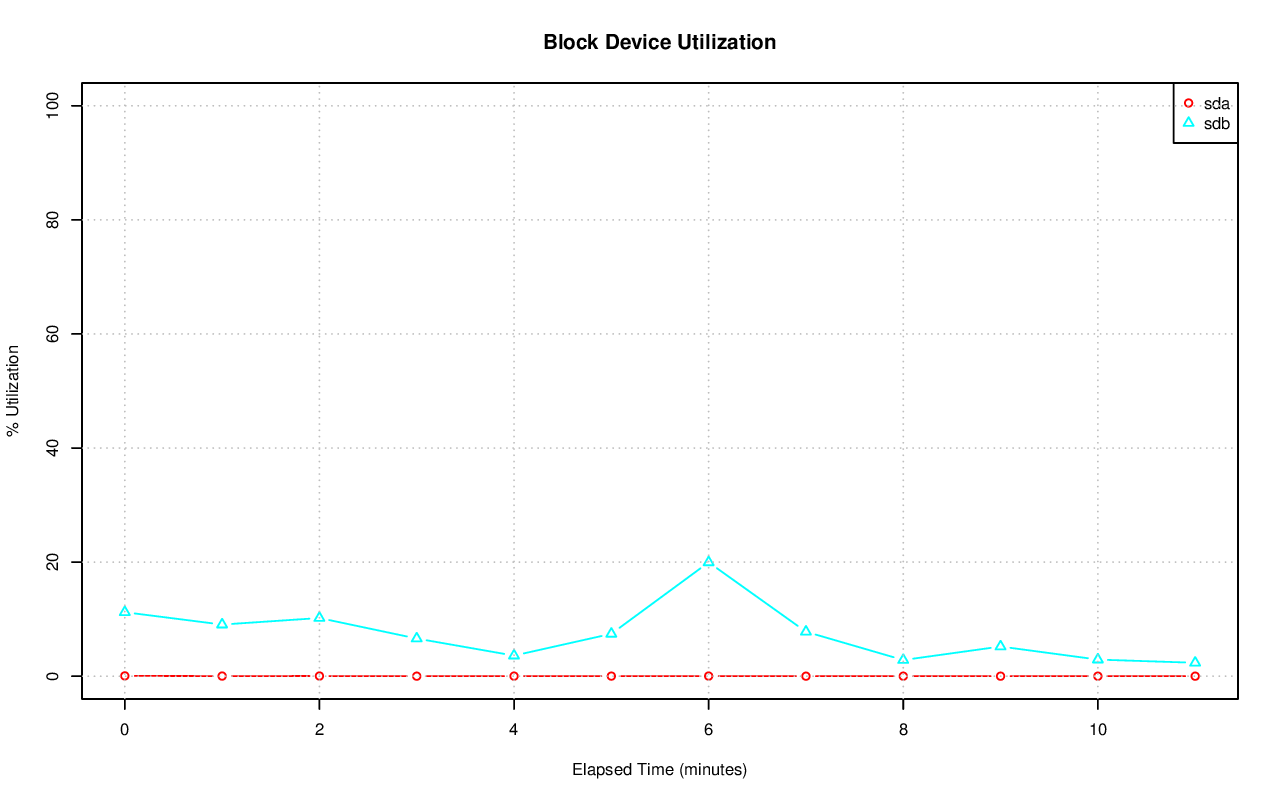 Block Device Utilization
sda
sdb
100
80
60
40
20
0
% Utilization
0 2 4 6 8 10
Elapsed Time (minutes)